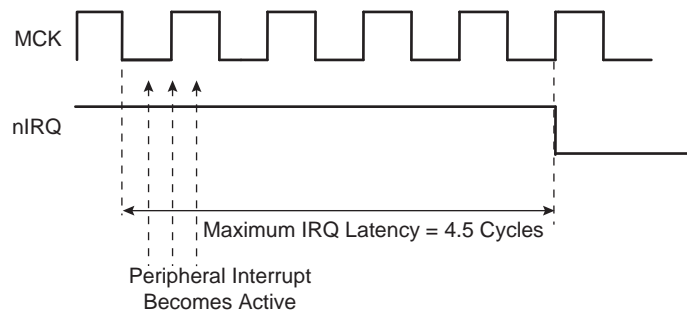 MCK
nIRQ
Maximum IRQ Latency = 4.5 Cycles
Peripheral Interrupt
Becomes Active